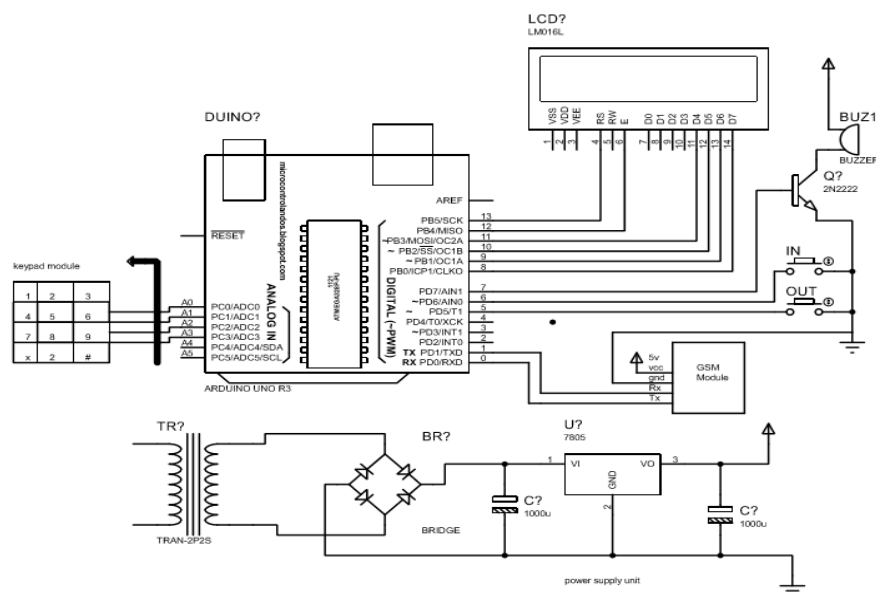 LCD?
LM016L
VSS VDD VEE RS RW E D0 D1 D2 D3 D4 D5 D6 D7
1 2 3 4 5 6 7 8 9 10 11 12 13 14
BUZ1
BUZZER
Q?
2N2222
DUINO?
microcontrolandos.blogspot.com
RESET
1121
ATMEGA328P-PU
ANALOG IN
DIGITAL (~PWM)
AREF
PB5/SCK 13
PB4/MISO 12
~PB3/MOSI/OC2A 11
~ PB2/SS/OC1B 10
~ PB1/OC1A 9
PB0/ICP1/CLKO 8
PD7/AIN1 7
~PD6/AIN0 6
~ PD5/T1 5
PD4/T0/XCK 4
~PD3/INT1 3
PD2/INT0 2
TX PD1/TXD 1
RX PD0/RXD 0
A0 PC0/ADC0
A1 PC1/ADC1
A2 PC2/ADC2
A3 PC3/ADC3
A4 PC4/ADC4/SDA
A5 PC5/ADC5/SCL
ARDUINO UNO R3
keypad module
1 2 3
4 5 6
7 8 9
x 2 #
IN
OUT
5v
vcc
gnd
Rx
Tx
GSM
Module
TR?
TRAN-2P2S
BR?
BRIDGE
U?
7805
1 VI VO 3
GND
2
C?
1000u
C?
1000u
power supply unit